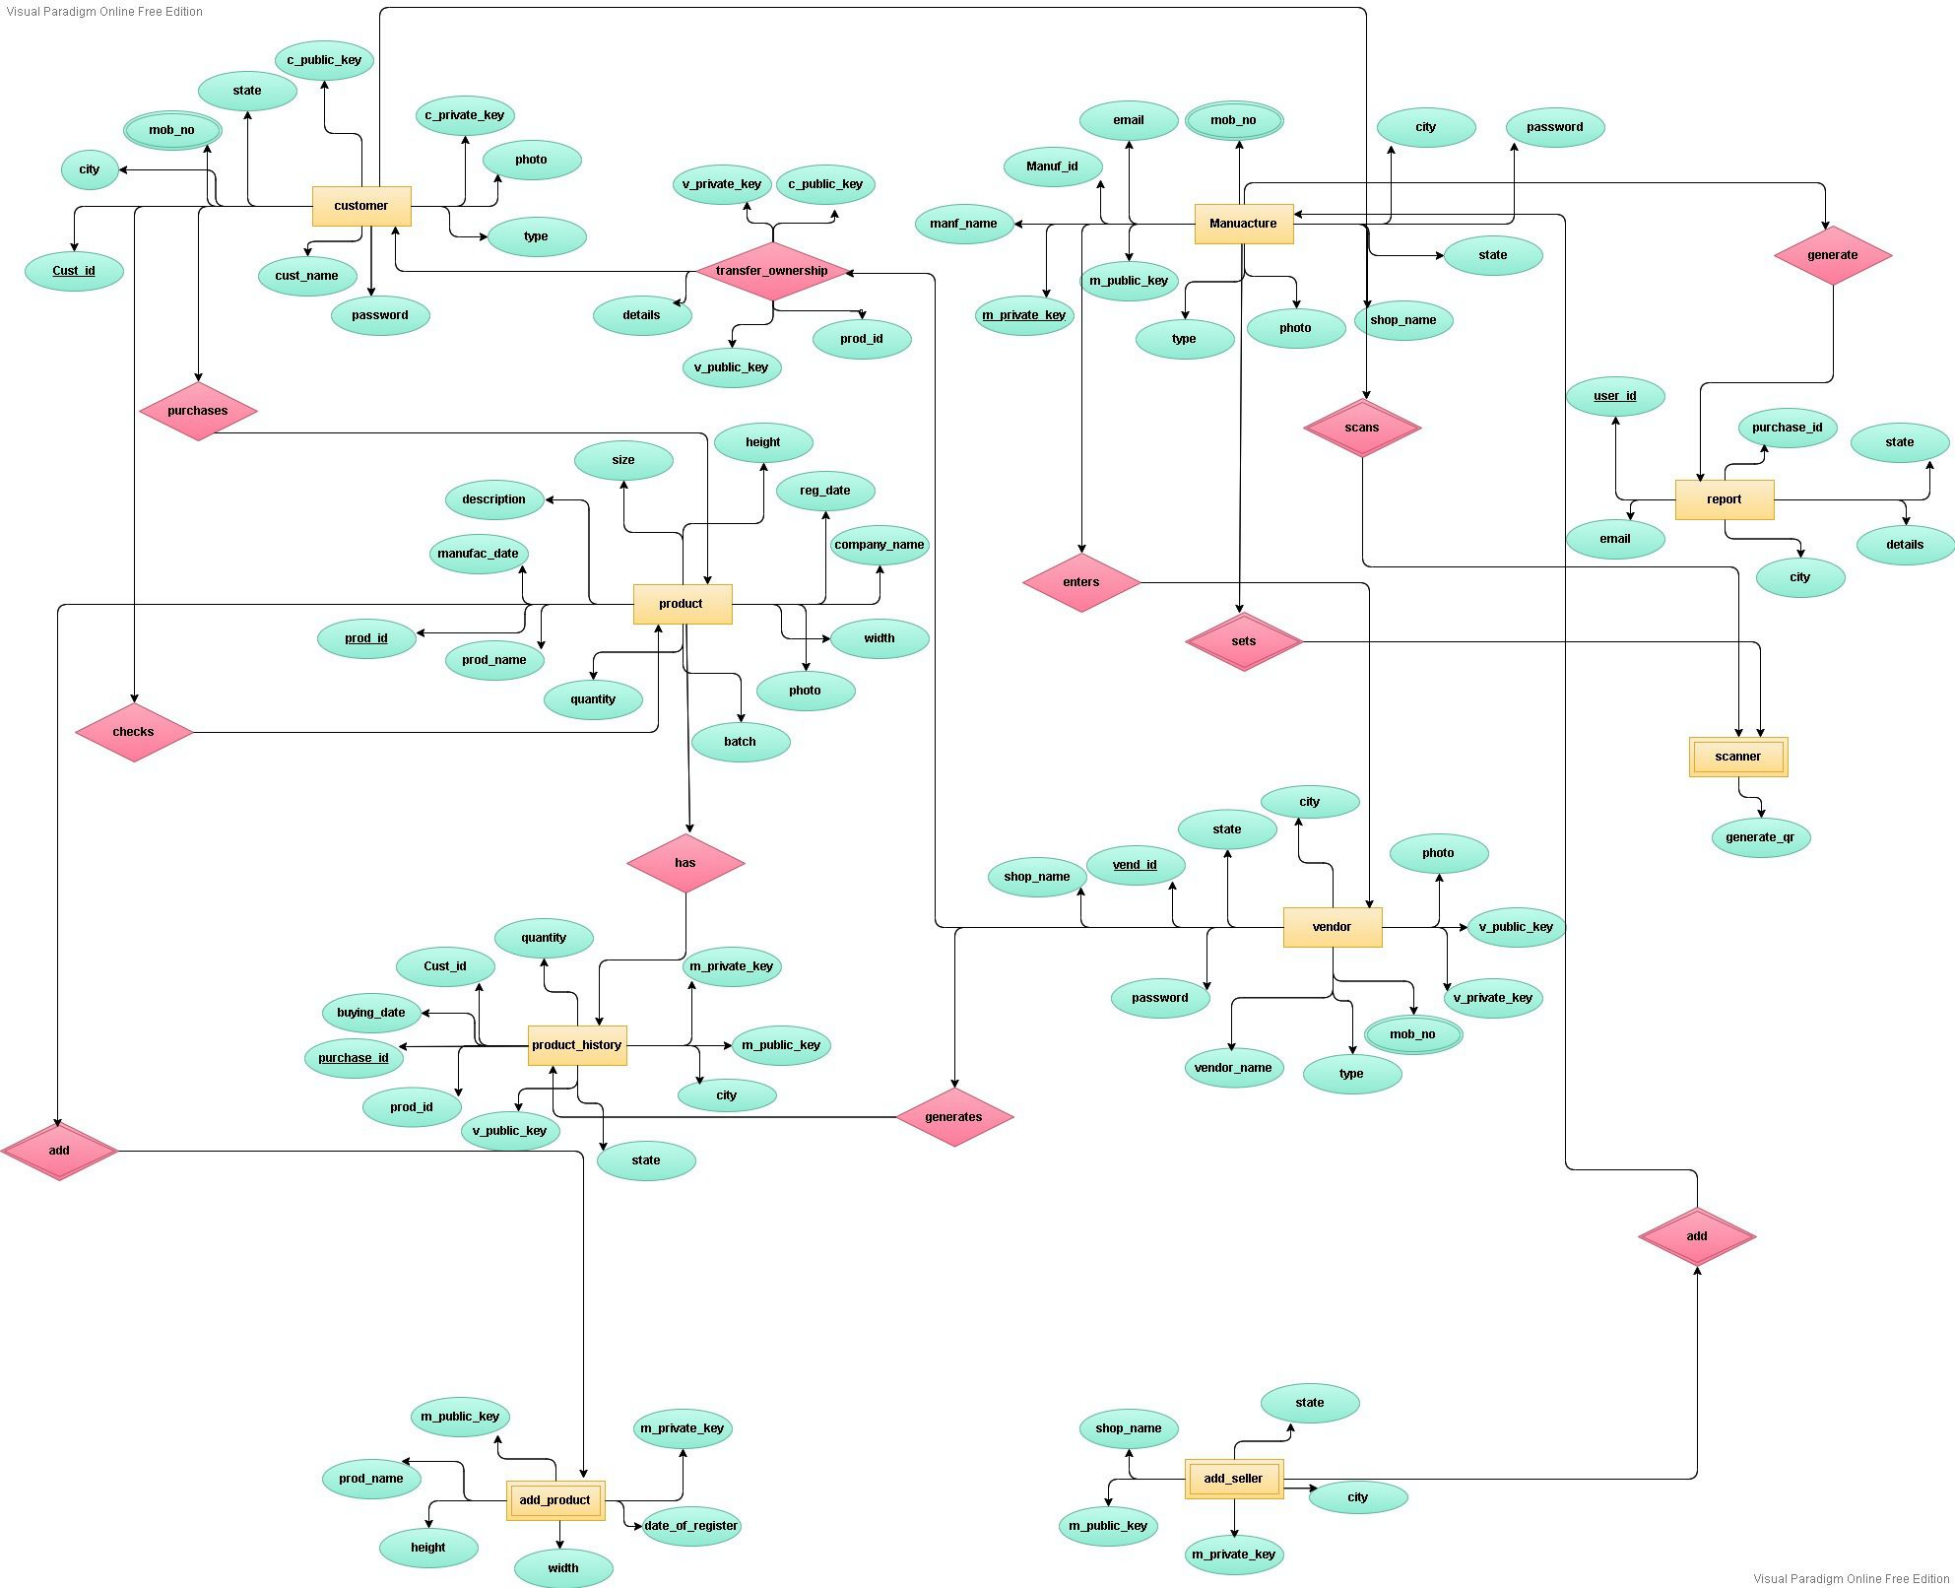 Visual Paradigm Online Free Edition
c_public_key
state
mob_no
c_private_key
photo
city
customer
type
Cust_id
cust_name
password
v_private_key
c_public_key
transfer_ownership
details
prod_id
v_public_key
email
mob_no
city
password
Manuf_id
manf_name
Manuacture
state
m_public_key
m_private_key
type
photo
shop_name
generate
purchases
scans
user_id
purchase_id
state
report
email
details
city
size
height
description
reg_date
manufac_date
company_name
product
prod_id
prod_name
width
quantity
photo
batch
enters
sets
checks
scanner
generate_qr
has
city
state
photo
shop_name
vend_id
vendor
v_public_key
password
v_private_key
mob_no
vendor_name
type
quantity
Cust_id
m_private_key
buying_date
product_history
m_public_key
purchase_id
city
prod_id
v_public_key
state
generates
add
add
m_public_key
m_private_key
prod_name
add_product
date_of_register
height
width
state
shop_name
add_seller
city
m_public_key
m_private_key
Visual Paradigm Online Free Edition